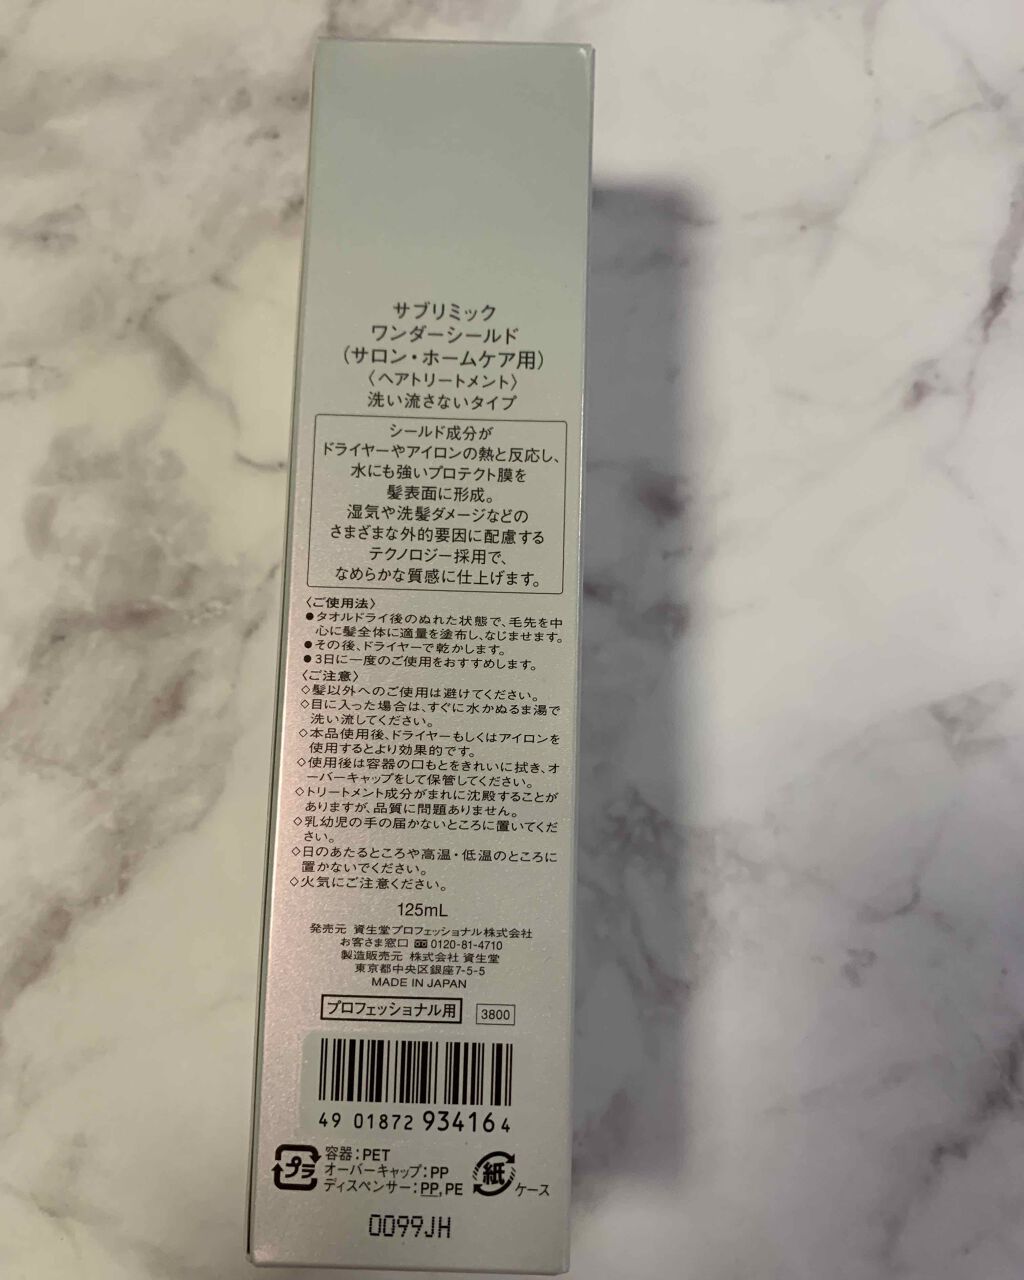 サブリミック
ワンダーシールド
（サロン・ホームケア用）
〈ヘアトリートメント〉
洗い流さないタイプ
シールド成分が
ドライヤーやアイロンの熱と反応し、
水にも強いプロテクト膜を
髪表面に形成。
湿気や洗髪ダメージなどの
さまざまな外的要因に配慮する
テクノロジー採用で、
なめらかな質感に仕上げます。
〈ご使用法〉
●タオルドライ後のぬれた状態で、毛先を中
心に髪全体に適量を塗布し、なじませます。
●その後、ドライヤーで乾かします。
●3日に一度のご使用をおすすめします。
〈ご注意〉
◇髪以外へのご使用は避けてください。
◇目に入った場合は、すぐに水かぬるま湯で
洗い流してください。
◇本品使用後、ドライヤーもしくはアイロンを
使用するとより効果的です。
◇使用後は容器の口もとをきれいに拭き、オ
ーバーキャップをして保管してください。
◇トリートメント成分がまれに沈殿することが
ありますが、品質に問題ありません。
◇乳幼児の手の届かないところに置いてくだ
さい。
◇日のあたるところや高温・低温のところに
置かないでください。
◇火気にご注意ください。
125mL
発売元 資生堂プロフェッショナル株式会社
お客さま窓口 0120-81-4710
製造販売元 株式会社 資生堂
東京都中央区銀座7-5-5
MADE IN JAPAN
プロフェッショナル用 3800
49 01872 934164
プラ
容器：PET
オーバーキャップ：PP
ディスペンサー：PP, PE
紙 ケース
0099JH